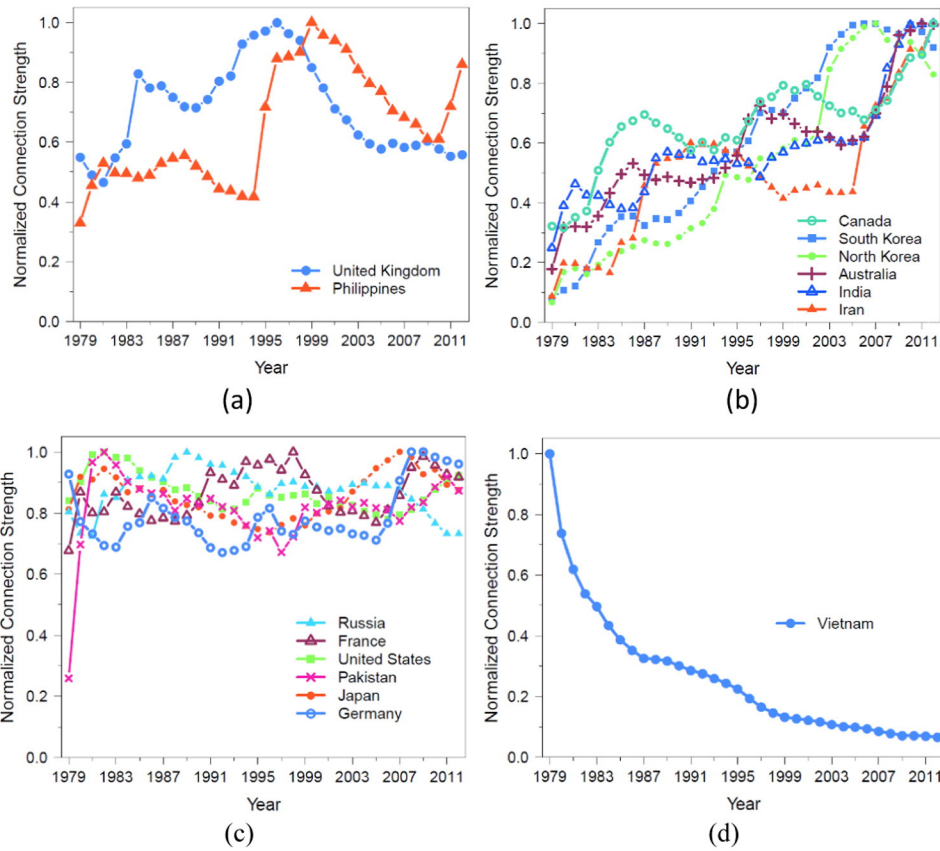 Normalized Connection Strength
1.0
0.8
0.6
0.4
0.2
0.0
United Kingdom
Philippines
1979 1983 1987 1991 1995 1999 2003 2007 2011
Year
(a)
Normalized Connection Strength
1.0
0.8
0.6
0.4
0.2
0.0
Canada
South Korea
North Korea
Australia
India
Iran
1979 1983 1987 1991 1995 1999 2003 2007 2011
Year
(b)
Normalized Connection Strength
1.0
0.8
0.6
0.4
0.2
0.0
Russia
France
United States
Pakistan
Japan
Germany
1979 1983 1987 1991 1995 1999 2003 2007 2011
Year
(c)
Normalized Connection Strength
1.0
0.8
0.6
0.4
0.2
0.0
Vietnam
1979 1983 1987 1991 1995 1999 2003 2007 2011
Year
(d)